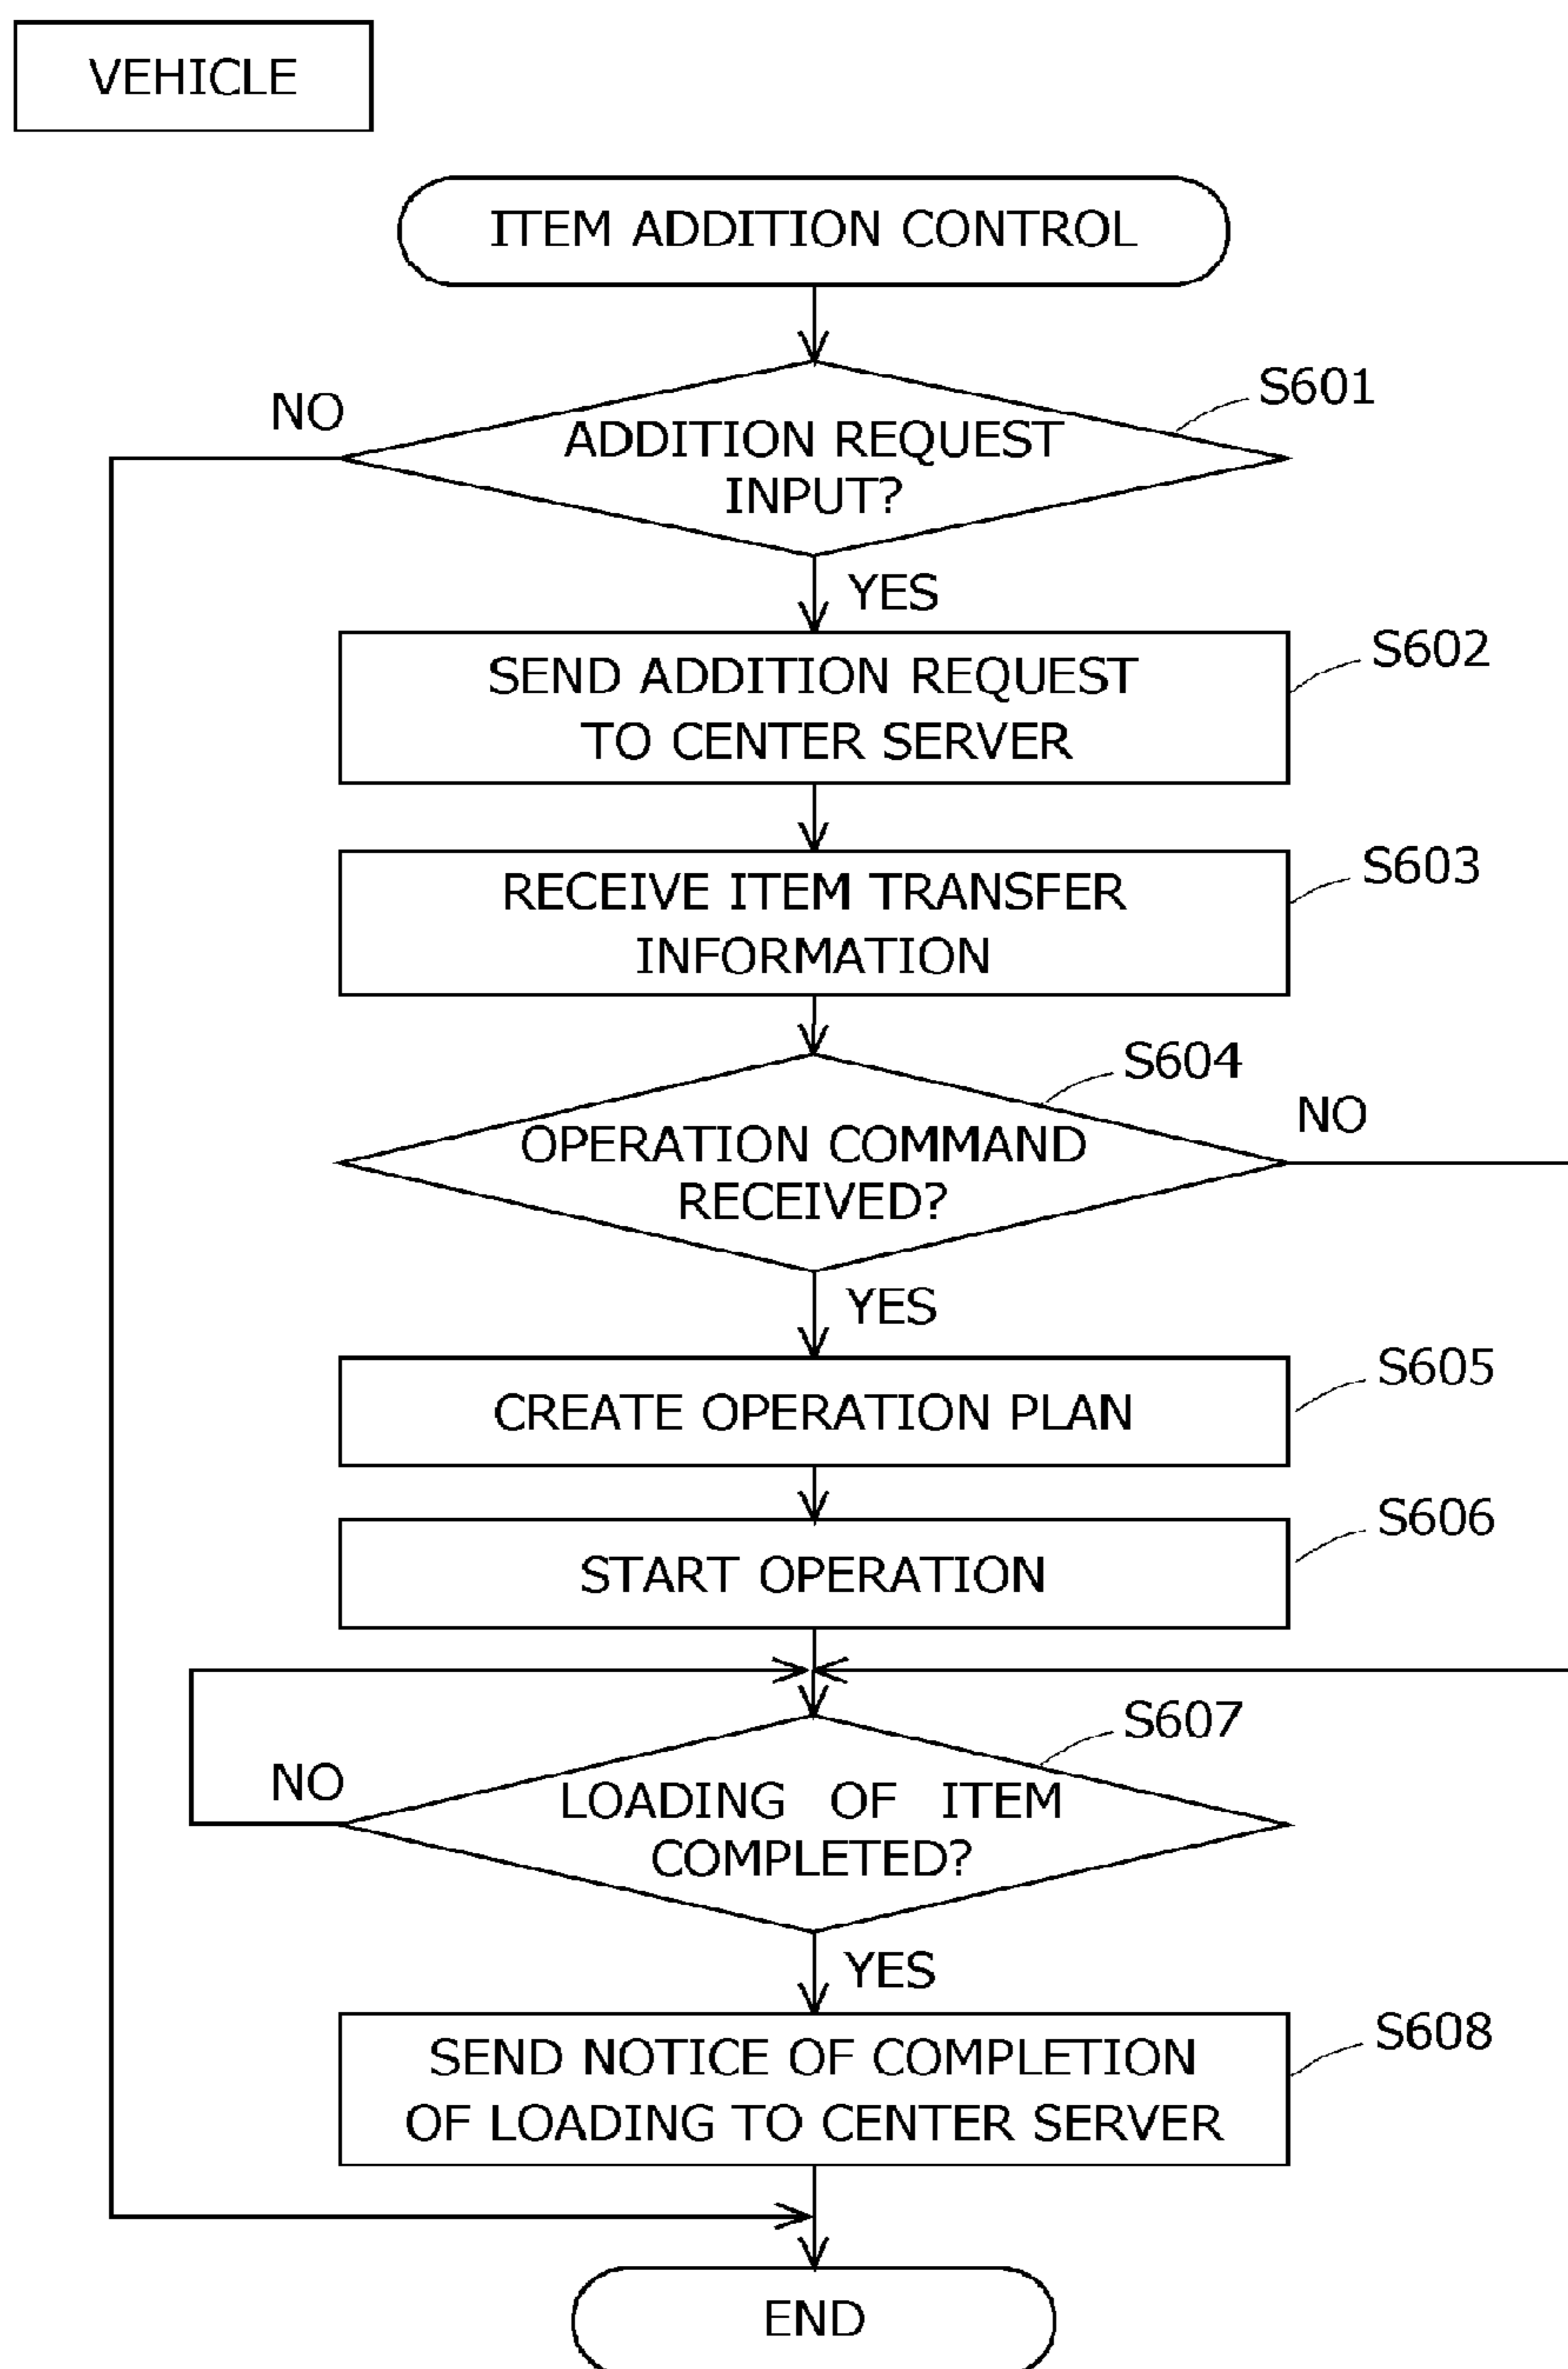 VEHICLE
ITEM ADDITION CONTROL
S601
NO
ADDITION REQUEST
INPUT?
YES
S602
SEND ADDITION REQUEST
TO CENTER SERVER
S603
RECEIVE ITEM TRANSFER
INFORMATION
S604
NO
OPERATION COMMAND
RECEIVED?
YES
S605
CREATE OPERATION PLAN
S606
START OPERATION
S607
NO
LOADING OF ITEM
COMPLETED?
YES
S608
SEND NOTICE OF COMPLETION
OF LOADING TO CENTER SERVER
END